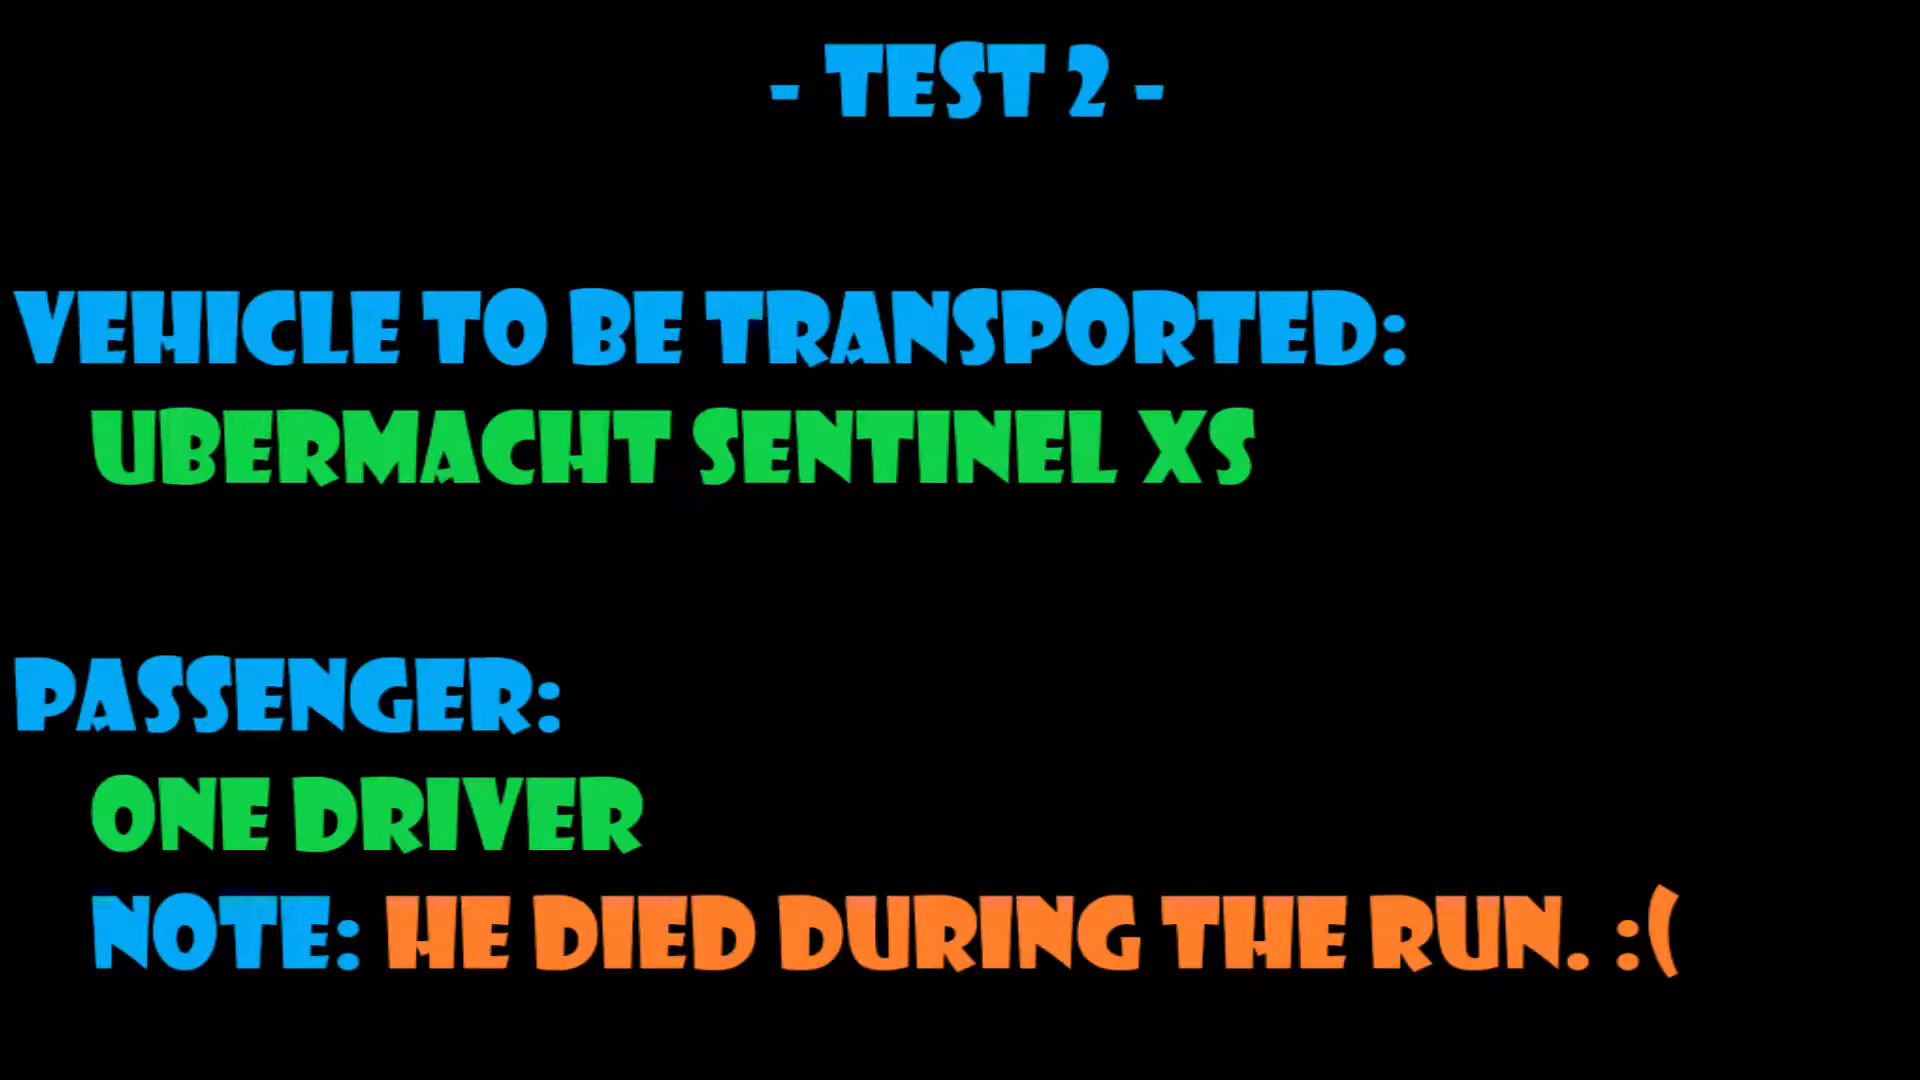 - TEST 2 -
VEHICLE TO BE TRANSPORTED:
UBERMACHT SENTINEL XS
PASSENGER:
ONE DRIVER
NOTE: HE DIED DURING THE RUN. :(